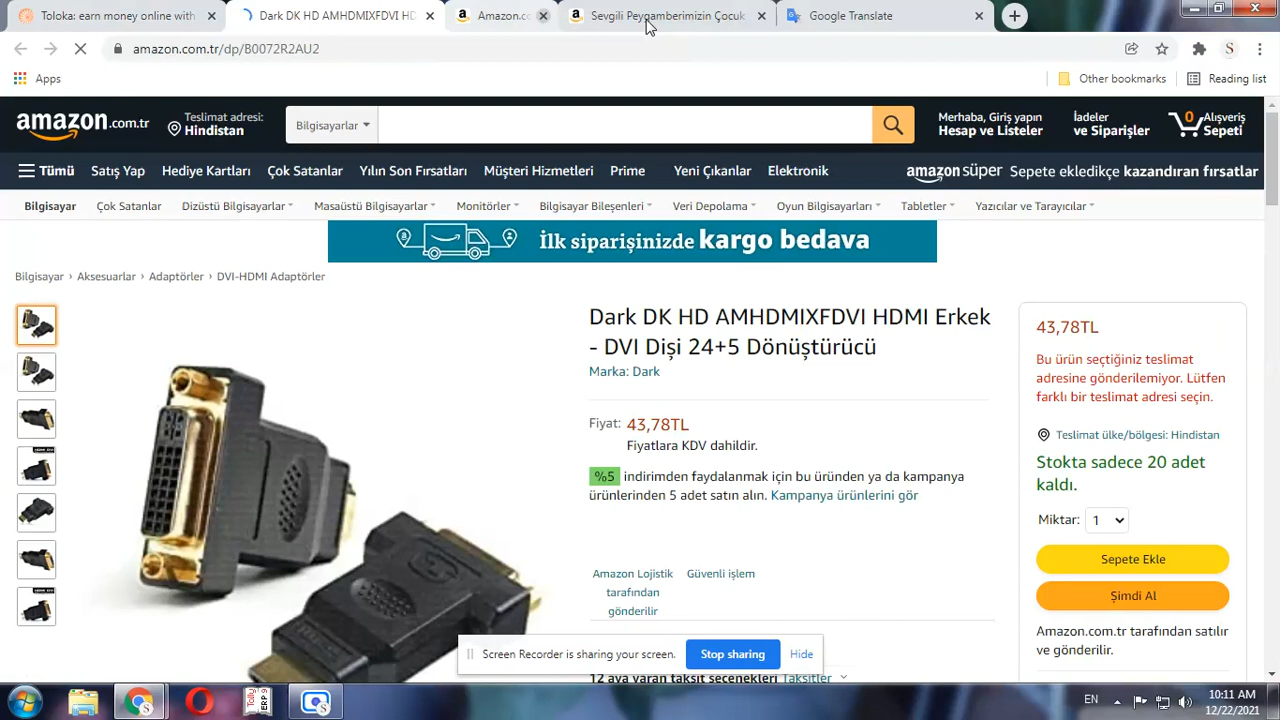 Toloka: earn money online with
Dark DK HD AMHDMIXFDVI HD
Amazon.co
Sevgili Peygamberimizin Çocuk
Google Translate
amazon.com.tr/dp/B0072R2AU2
Apps
Other bookmarks
Reading list
S
amazon.com.tr
Teslimat adresi:
Hindistan
Bilgisayarlar
Merhaba, Giriş yapın
Hesap ve Listeler
İadeler
ve Siparişler
0 Alışveriş
Sepeti
Tümü
Satış Yap
Hediye Kartları
Çok Satanlar
Yılın Son Fırsatları
Müşteri Hizmetleri
Prime
Yeni Çıkanlar
Elektronik
amazon süper Sepete ekledikçe kazandıran fırsatlar
Bilgisayar
Çok Satanlar
Dizüstü Bilgisayarlar
Masaüstü Bilgisayarlar
Monitörler
Bilgisayar Bileşenleri
Veri Depolama
Oyun Bilgisayarları
Tabletler
Yazıcılar ve Tarayıcılar
İlk siparişinizde kargo bedava
Bilgisayar › Aksesuarlar › Adaptörler › DVI-HDMI Adaptörler
Dark DK HD AMHDMIXFDVI HDMI Erkek
- DVI Dişi 24+5 Dönüştürücü
Marka: Dark
Fiyat: 43,78TL
Fiyatlara KDV dahildir.
%5 indirimden faydalanmak için bu üründen ya da kampanya
ürünlerinden 5 adet satın alın. Kampanya ürünlerini gör
Amazon Lojistik
tarafından
gönderilir
Güvenli işlem
12 aya varan taksit seçenekleri Taksitler
43,78TL
Bu ürün seçtiğiniz teslimat
adresine gönderilemiyor. Lütfen
farklı bir teslimat adresi seçin.
Teslimat ülke/bölgesi: Hindistan
Stokta sadece 20 adet
kaldı.
Miktar: 1
Sepete Ekle
Şimdi Al
Amazon.com.tr tarafından satılır
ve gönderilir.
Screen Recorder is sharing your screen.
Stop sharing
Hide
EN
10:11 AM
12/22/2021